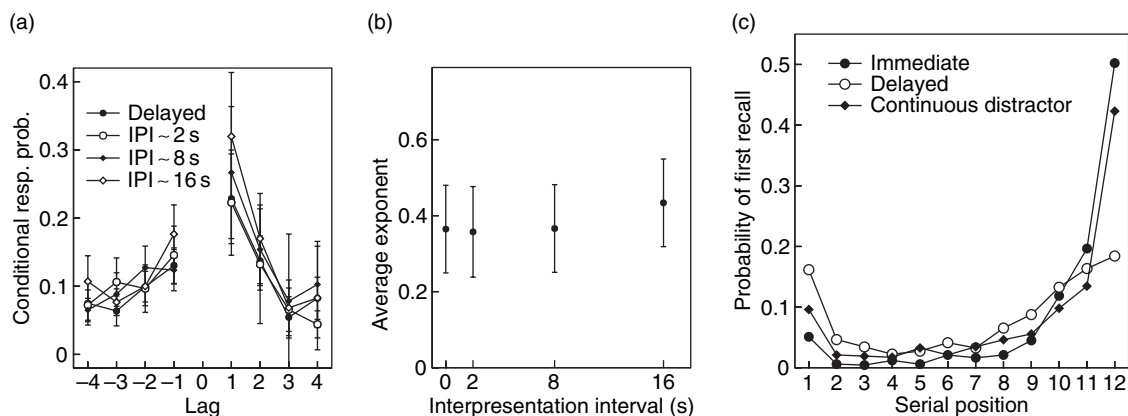 (a)
0.4
0.3
0.2
0.1
0
Conditional resp. prob.
Delayed
IPI ~ 2 s
IPI ~ 8 s
IPI ~ 16 s
−4 −3 −2 −1 0 1 2 3 4
Lag
(b)
0.6
0.4
0.2
0.0
Average exponent
0 2 8 16
Interpresentation interval (s)
(c)
0.5
0.4
0.3
0.2
0.1
0
Probability of first recall
Immediate
Delayed
Continuous distractor
1 2 3 4 5 6 7 8 9 10 11 12
Serial position